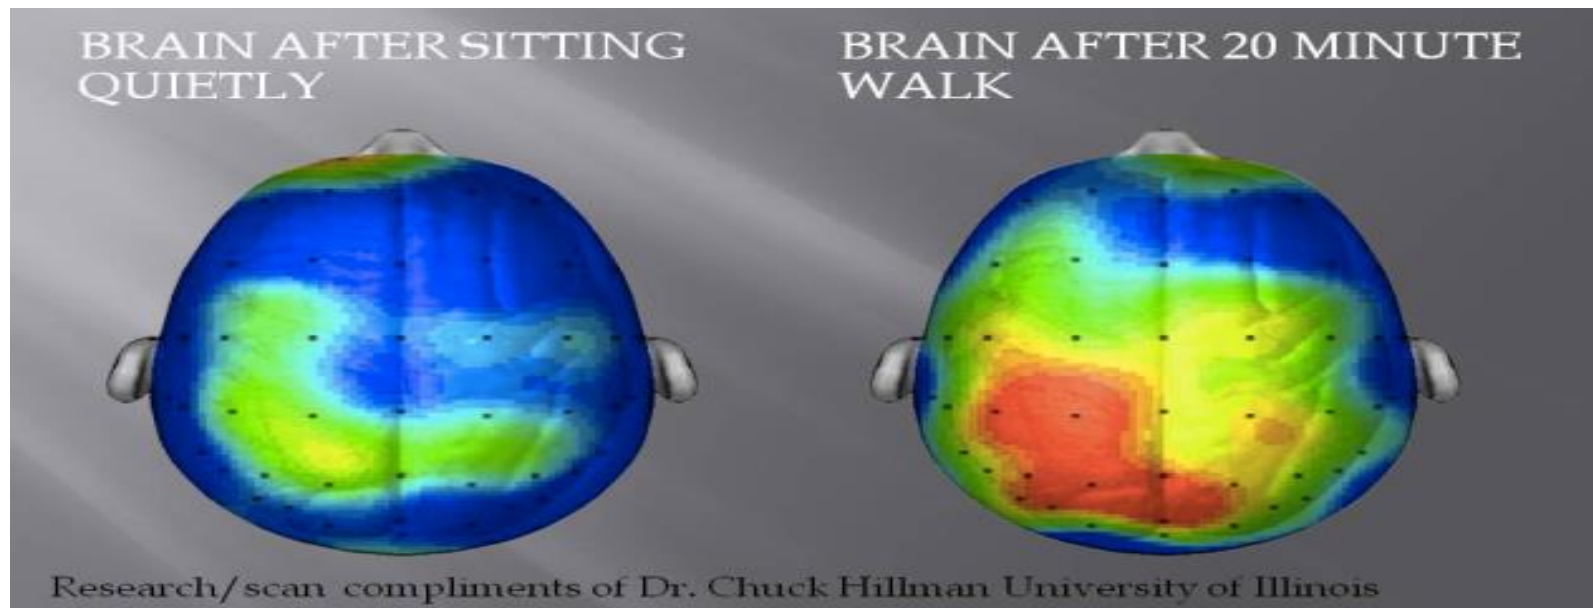 BRAIN AFTER SITTING
QUIETLY
BRAIN AFTER 20 MINUTE
WALK
Research/scan compliments of Dr. Chuck Hillman University of Illinois